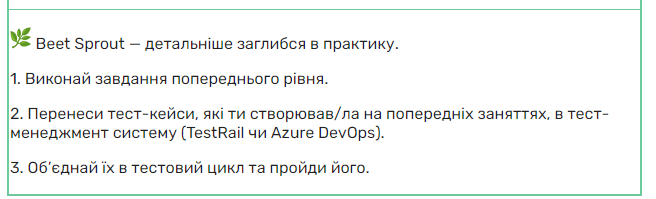 🌿 Beet Sprout — детальніше заглибся в практику.
1. Виконай завдання попереднього рівня.
2. Перенеси тест-кейси, які ти створював/ла на попередніх заняттях, в тест-
менеджмент систему (TestRail чи Azure DevOps).
3. Об’єднай їх в тестовий цикл та пройди його.